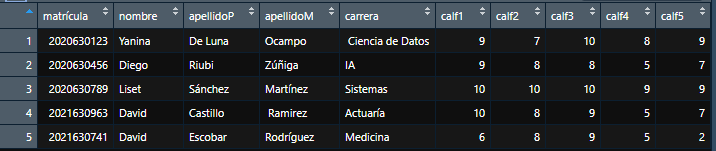 matrícula nombre apellidoP apellidoM carrera calf1 calf2 calf3 calf4 calf5
1 2020630123 Yanina De Luna Ocampo Ciencia de Datos 9 7 10 8 9
2 2020630456 Diego Riubi Zúñiga IA 9 8 8 5 7
3 2020630789 Liset Sánchez Martínez Sistemas 10 10 10 9 9
4 2021630963 David Castillo Ramirez Actuaría 10 8 9 5 7
5 2021630741 David Escobar Rodríguez Medicina 6 8 9 5 2